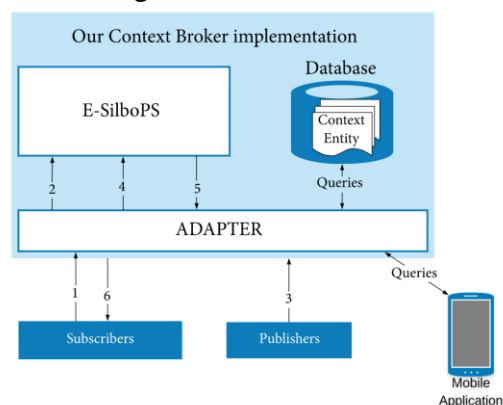 Our Context Broker implementation
Database
E-SilboPS
Context
Entity
2
4
5
Queries
ADAPTER
1
6
3
Queries
Subscribers
Publishers
Mobile
Application